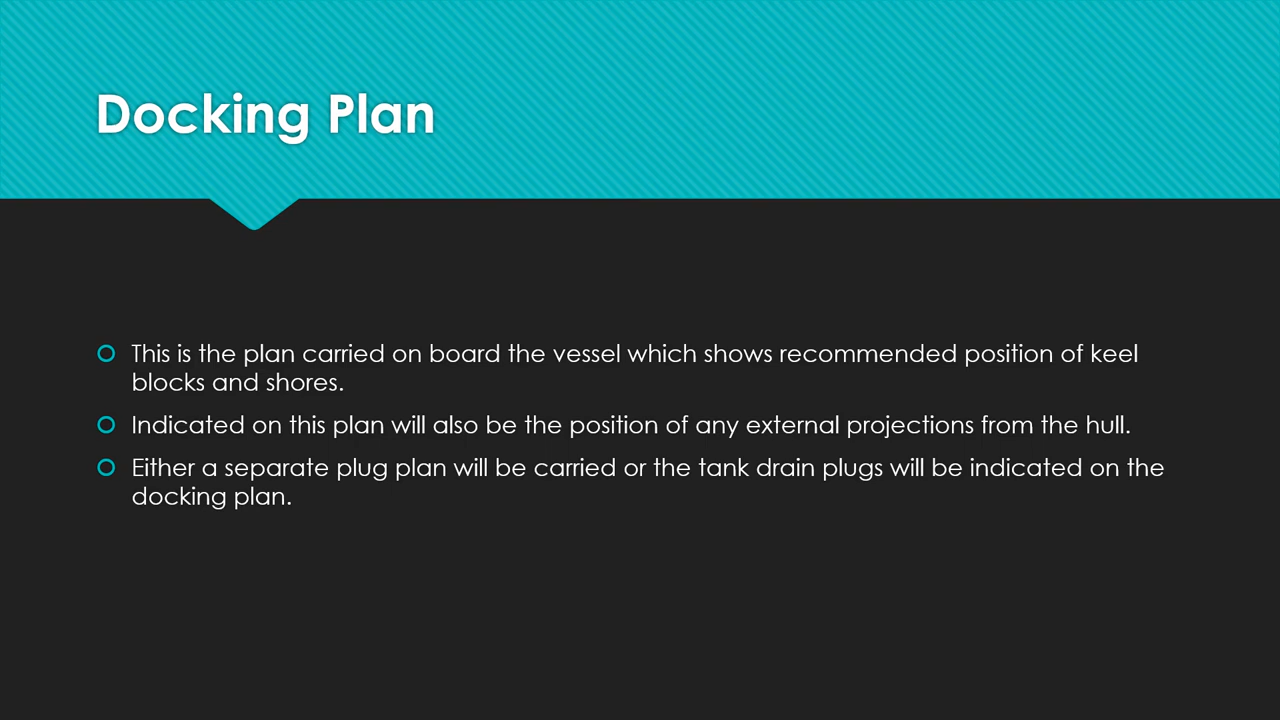 Docking Plan
This is the plan carried on board the vessel which shows recommended position of keel
blocks and shores.
Indicated on this plan will also be the position of any external projections from the hull.
Either a separate plug plan will be carried or the tank drain plugs will be indicated on the
docking plan.